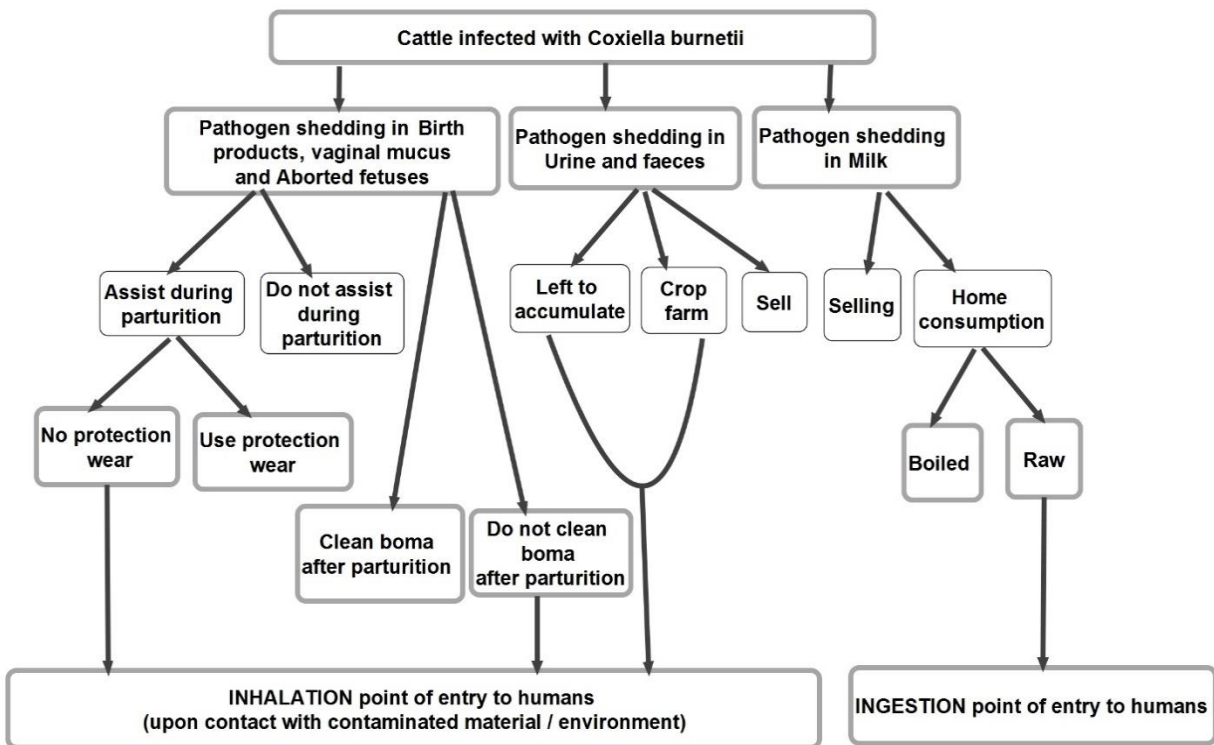 Cattle infected with Coxiella burnetii
Pathogen shedding in Birth
products, vaginal mucus
and Aborted fetuses
Pathogen shedding in
Urine and faeces
Pathogen shedding
in Milk
Assist during
parturition
Do not assist
during
parturition
Left to
accumulate
Crop
farm
Sell
Selling
Home
consumption
No protection
wear
Use protection
wear
Boiled
Raw
Clean boma
after parturition
Do not clean
boma
after parturition
INHALATION point of entry to humans
(upon contact with contaminated material / environment)
INGESTION point of entry to humans